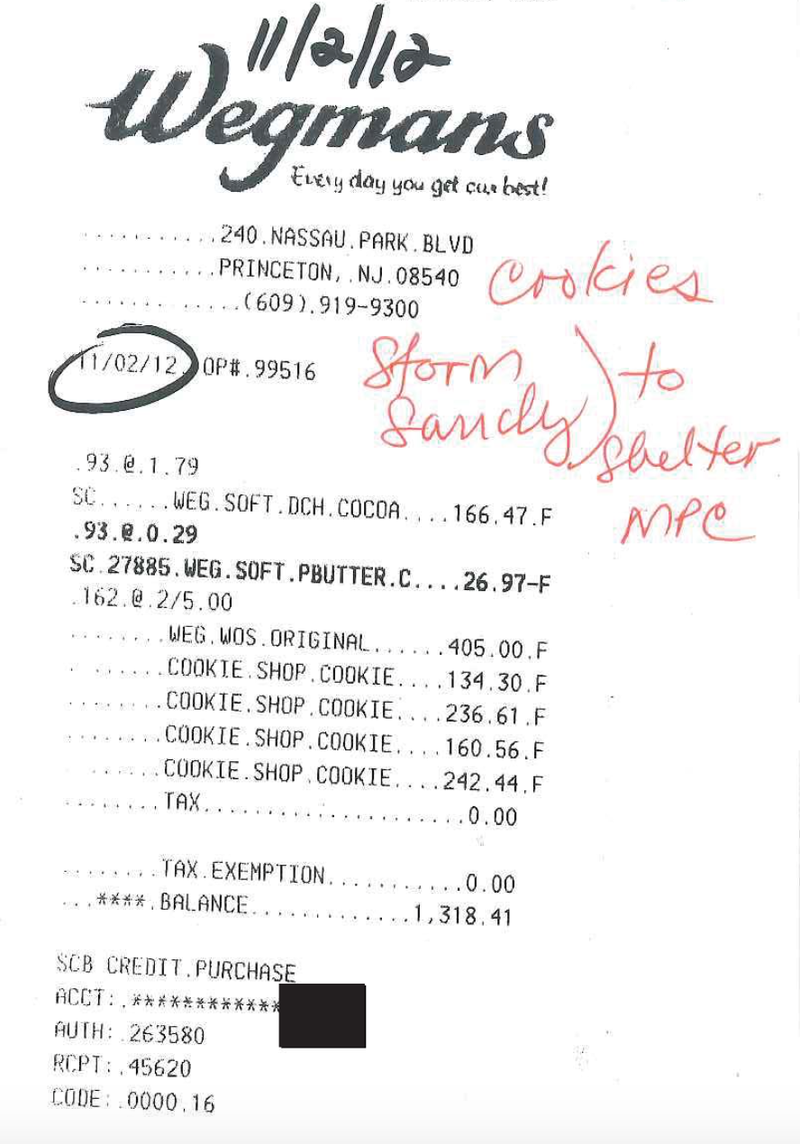 11/2/12
Wegmans
Every day you get our best!
...........240.NASSAU.PARK.BLVD
...........PRINCETON,.NJ.08540
.............(609).919-9300
cookies
11/02/12.OP#.99516
Storm Sandy) to
shelter
MPC
.93.@.1.79
SC......WEG.SOFT.DCH.COCOA....166.47.F
.93.@.0.29
SC.27885.WEG.SOFT.PBUTTER.C....26.97-F
.162.@.2/5.00
........WEG.WOS.ORIGINAL......405.00.F
........COOKIE.SHOP.COOKIE....134.30.F
........COOKIE.SHOP.COOKIE....236.61.F
........COOKIE.SHOP.COOKIE....160.56.F
........COOKIE.SHOP.COOKIE....242.44.F
........TAX.....................0.00
........TAX.EXEMPTION...........0.00
...****.BALANCE.............1,318.41
SCB CREDIT.PURCHASE
ACCT:.************
AUTH:.263580
RCPT:.45620
CODE:.0000.16